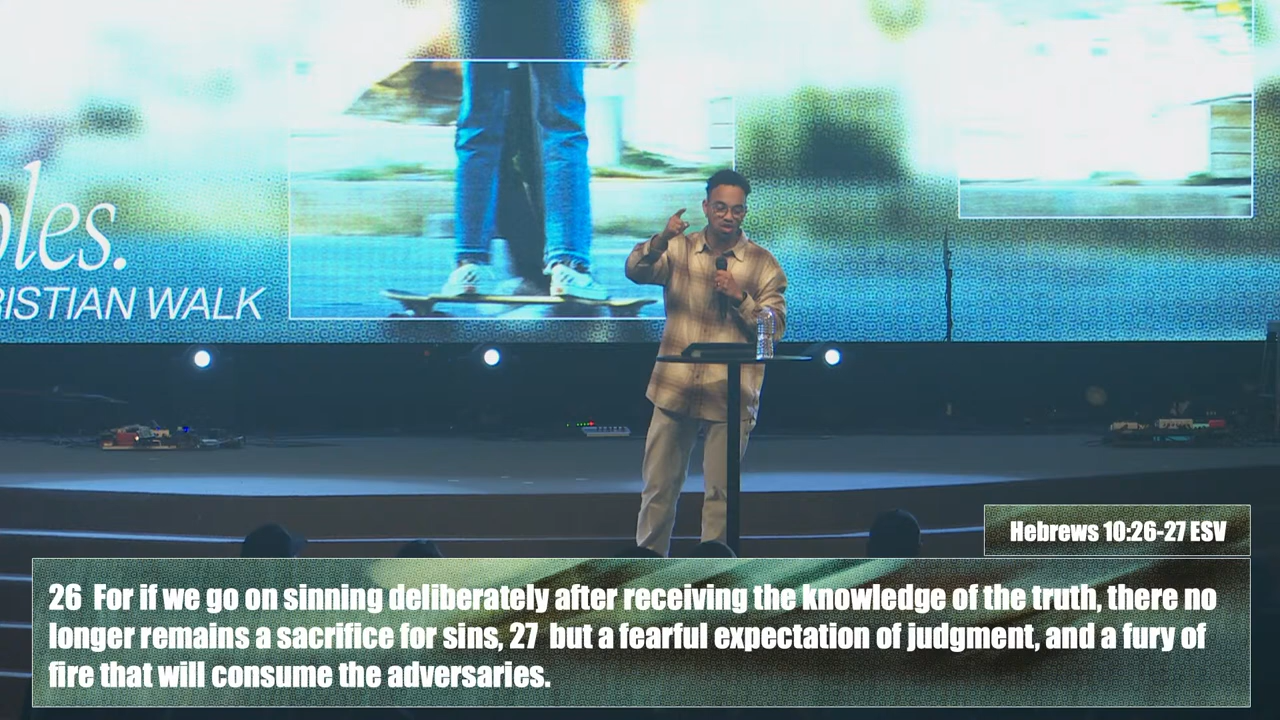 les.
RISTIAN WALK
Hebrews 10:26-27 ESV
26 For if we go on sinning deliberately after receiving the knowledge of the truth, there no
longer remains a sacrifice for sins, 27 but a fearful expectation of judgment, and a fury of
fire that will consume the adversaries.